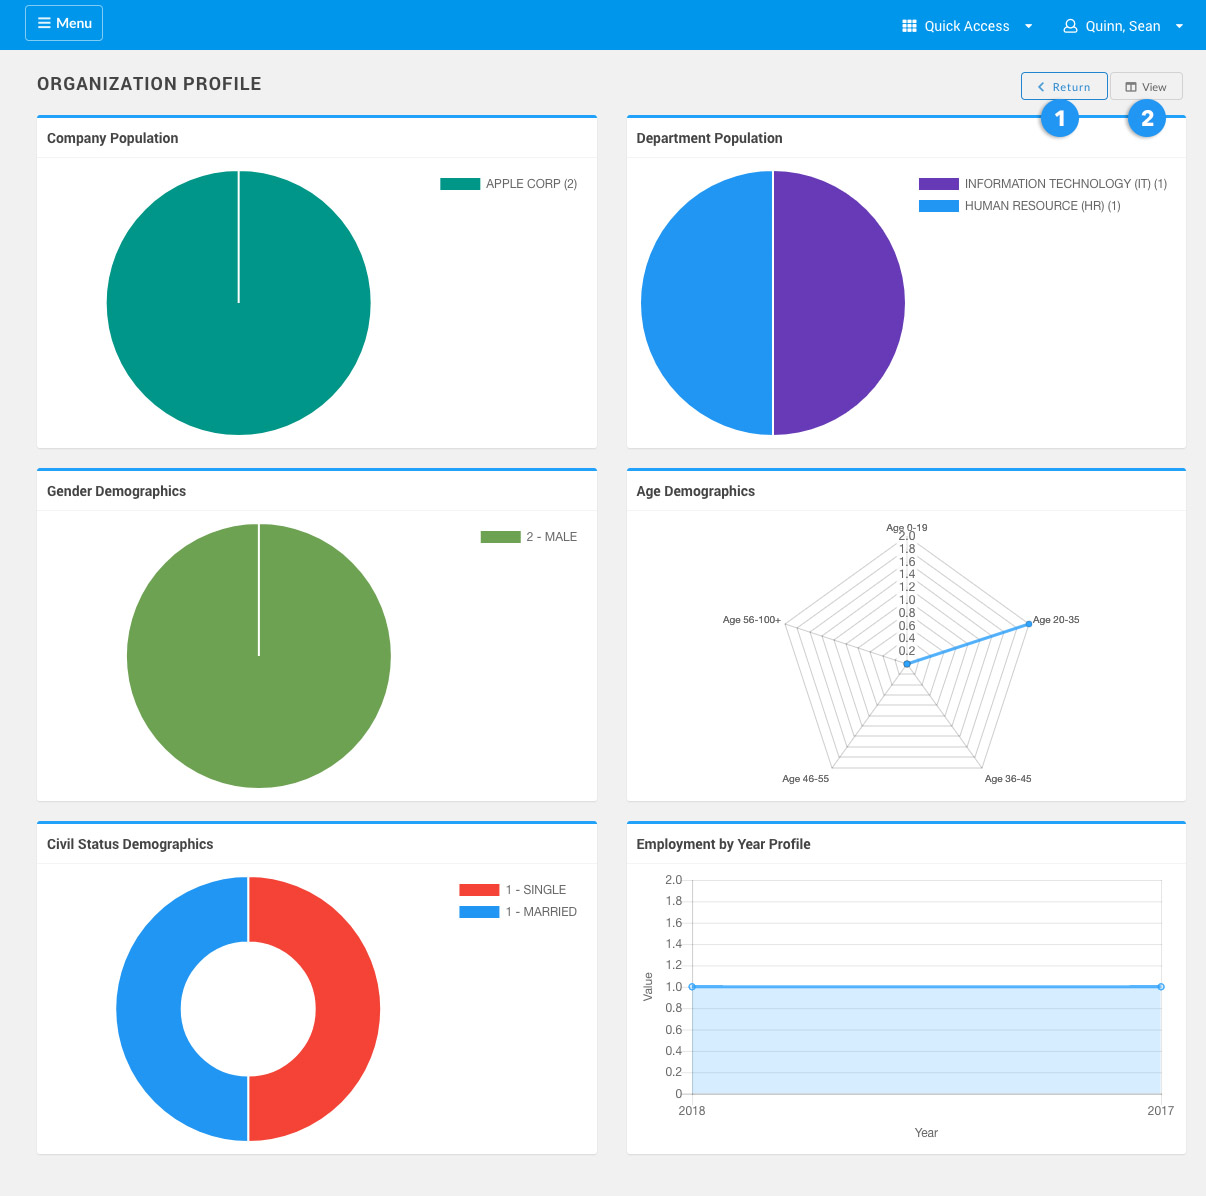 Menu
Quick Access
Quinn, Sean
ORGANIZATION PROFILE
Return
View
1
2
Company Population
APPLE CORP (2)
Department Population
INFORMATION TECHNOLOGY (IT) (1)
HUMAN RESOURCE (HR) (1)
Gender Demographics
2 - MALE
Age Demographics
Age 0-19
2.0
1.8
1.6
1.4
1.2
1.0
0.8
0.6
0.4
0.2
Age 56-100+
Age 20-35
Age 46-55
Age 36-45
Civil Status Demographics
1 - SINGLE
1 - MARRIED
Employment by Year Profile
2.0
1.8
1.6
1.4
1.2
1.0
0.8
0.6
0.4
0.2
0
Value
2018
2017
Year